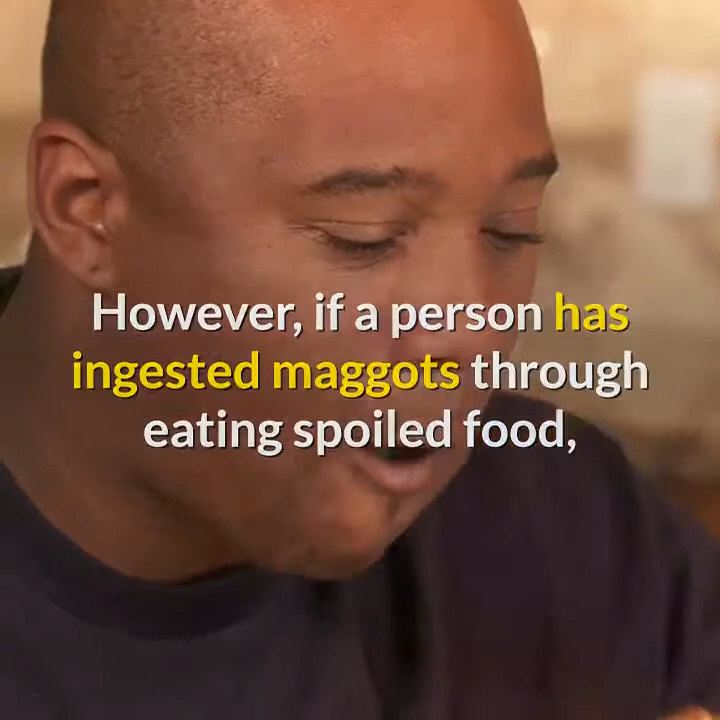 However, if a person has
ingested maggots through
eating spoiled food,